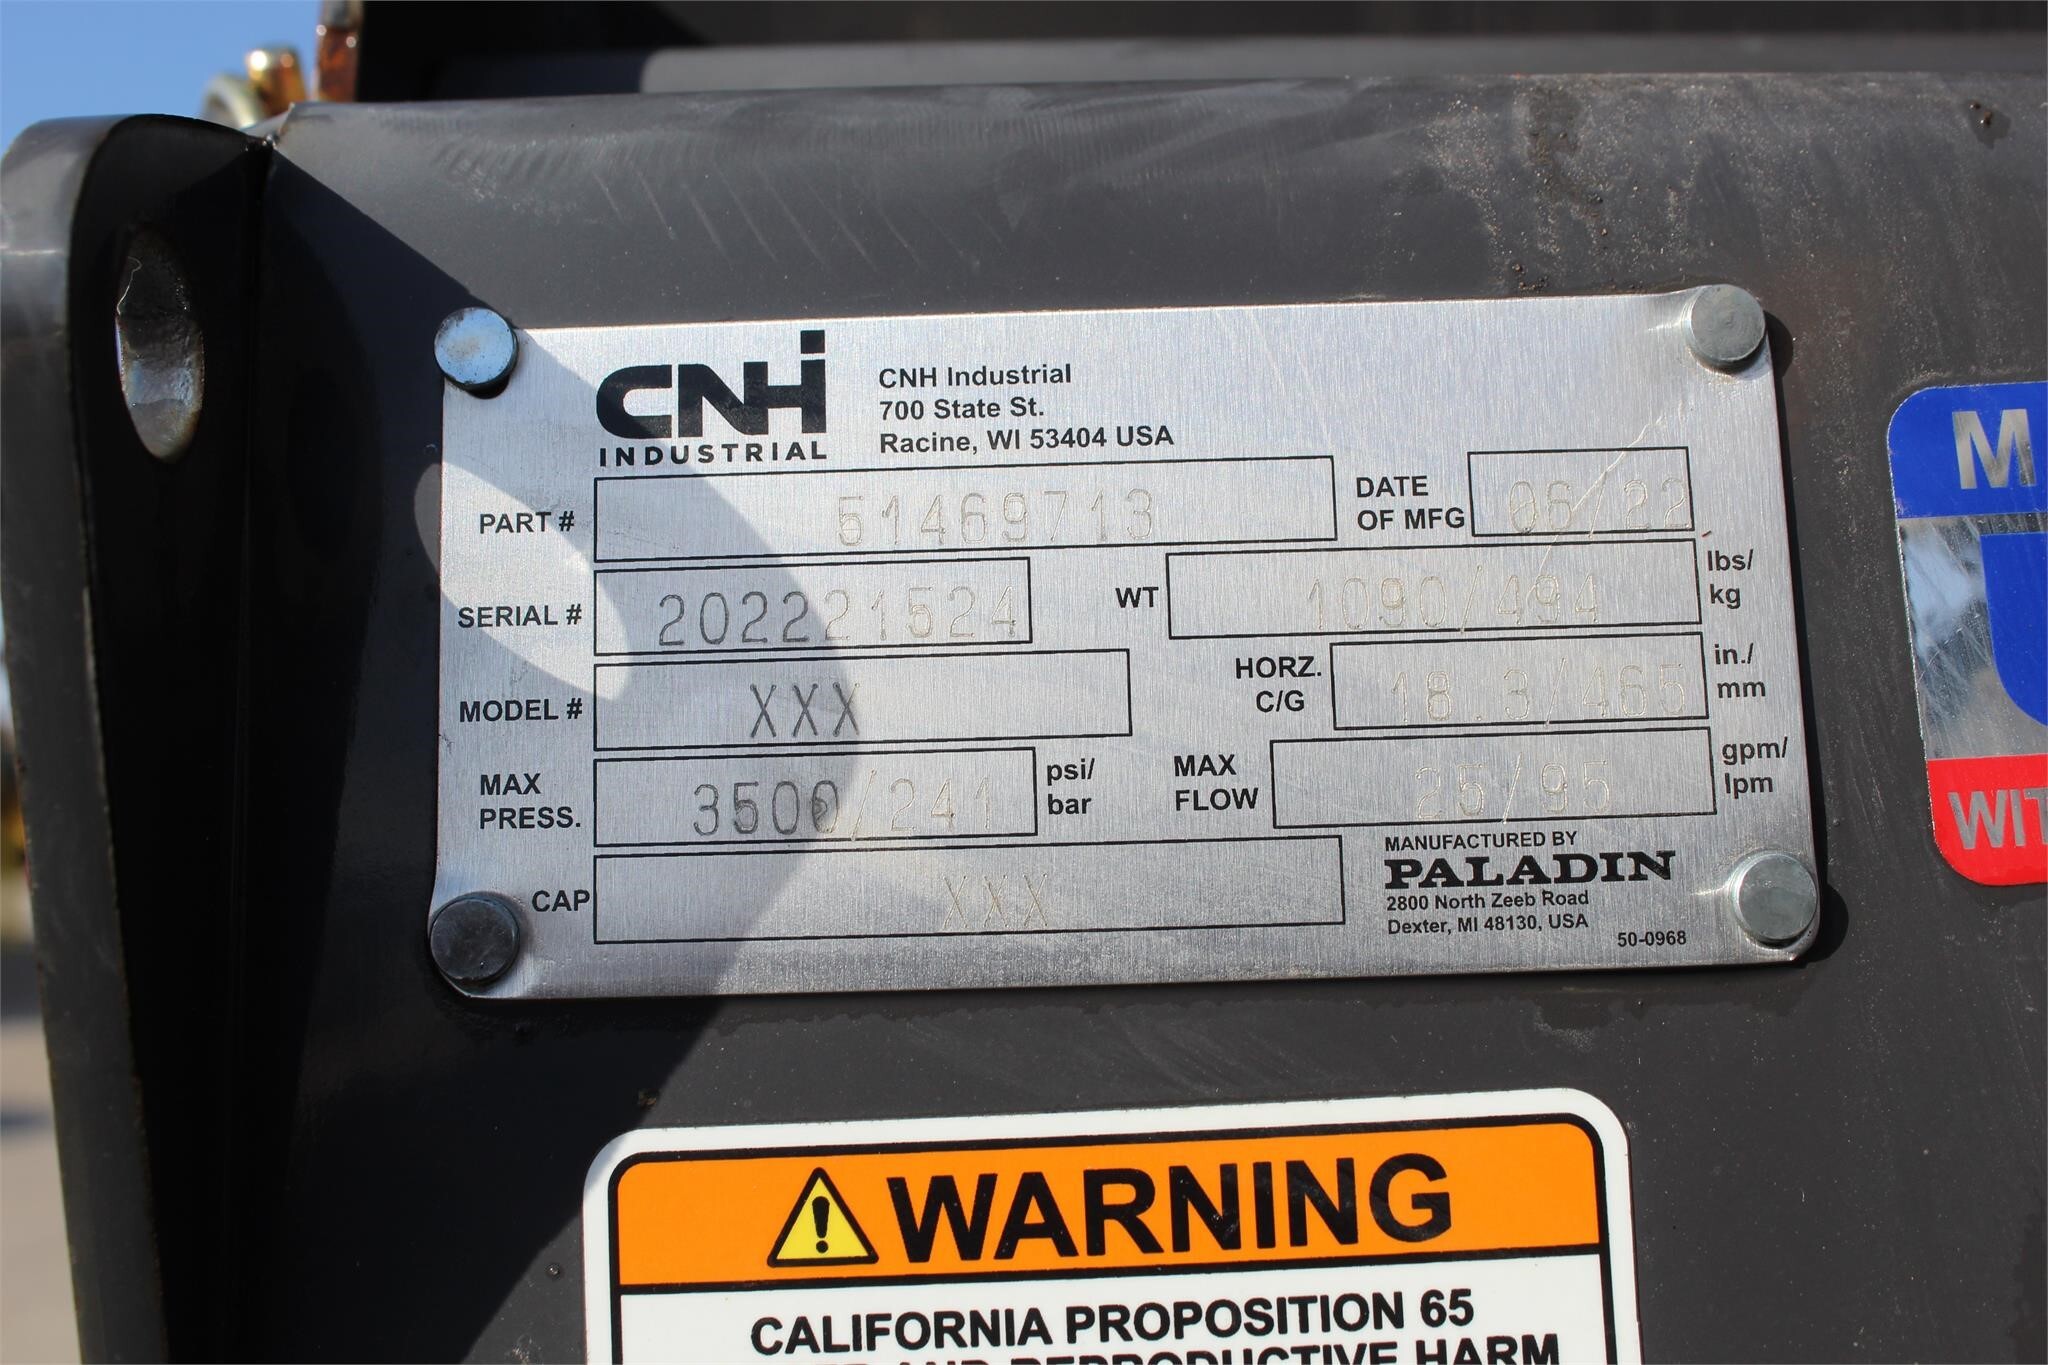 CNH
INDUSTRIAL
CNH Industrial
700 State St.
Racine, WI 53404 USA
PART # 51469713
DATE
OF MFG 06/22
SERIAL # 202221524
WT 1090/494 lbs/
kg
MODEL # XXX
HORZ.
C/G 18.3/465 in./
mm
MAX
PRESS. 3500/241 psi/
bar
MAX
FLOW 25/95 gpm/
lpm
CAP XXX
MANUFACTURED BY
PALADIN
2800 North Zeeb Road
Dexter, MI 48130, USA
50-0968
M
WIT
WARNING
CALIFORNIA PROPOSITION 65
AND REPRODUCTIVE HARM